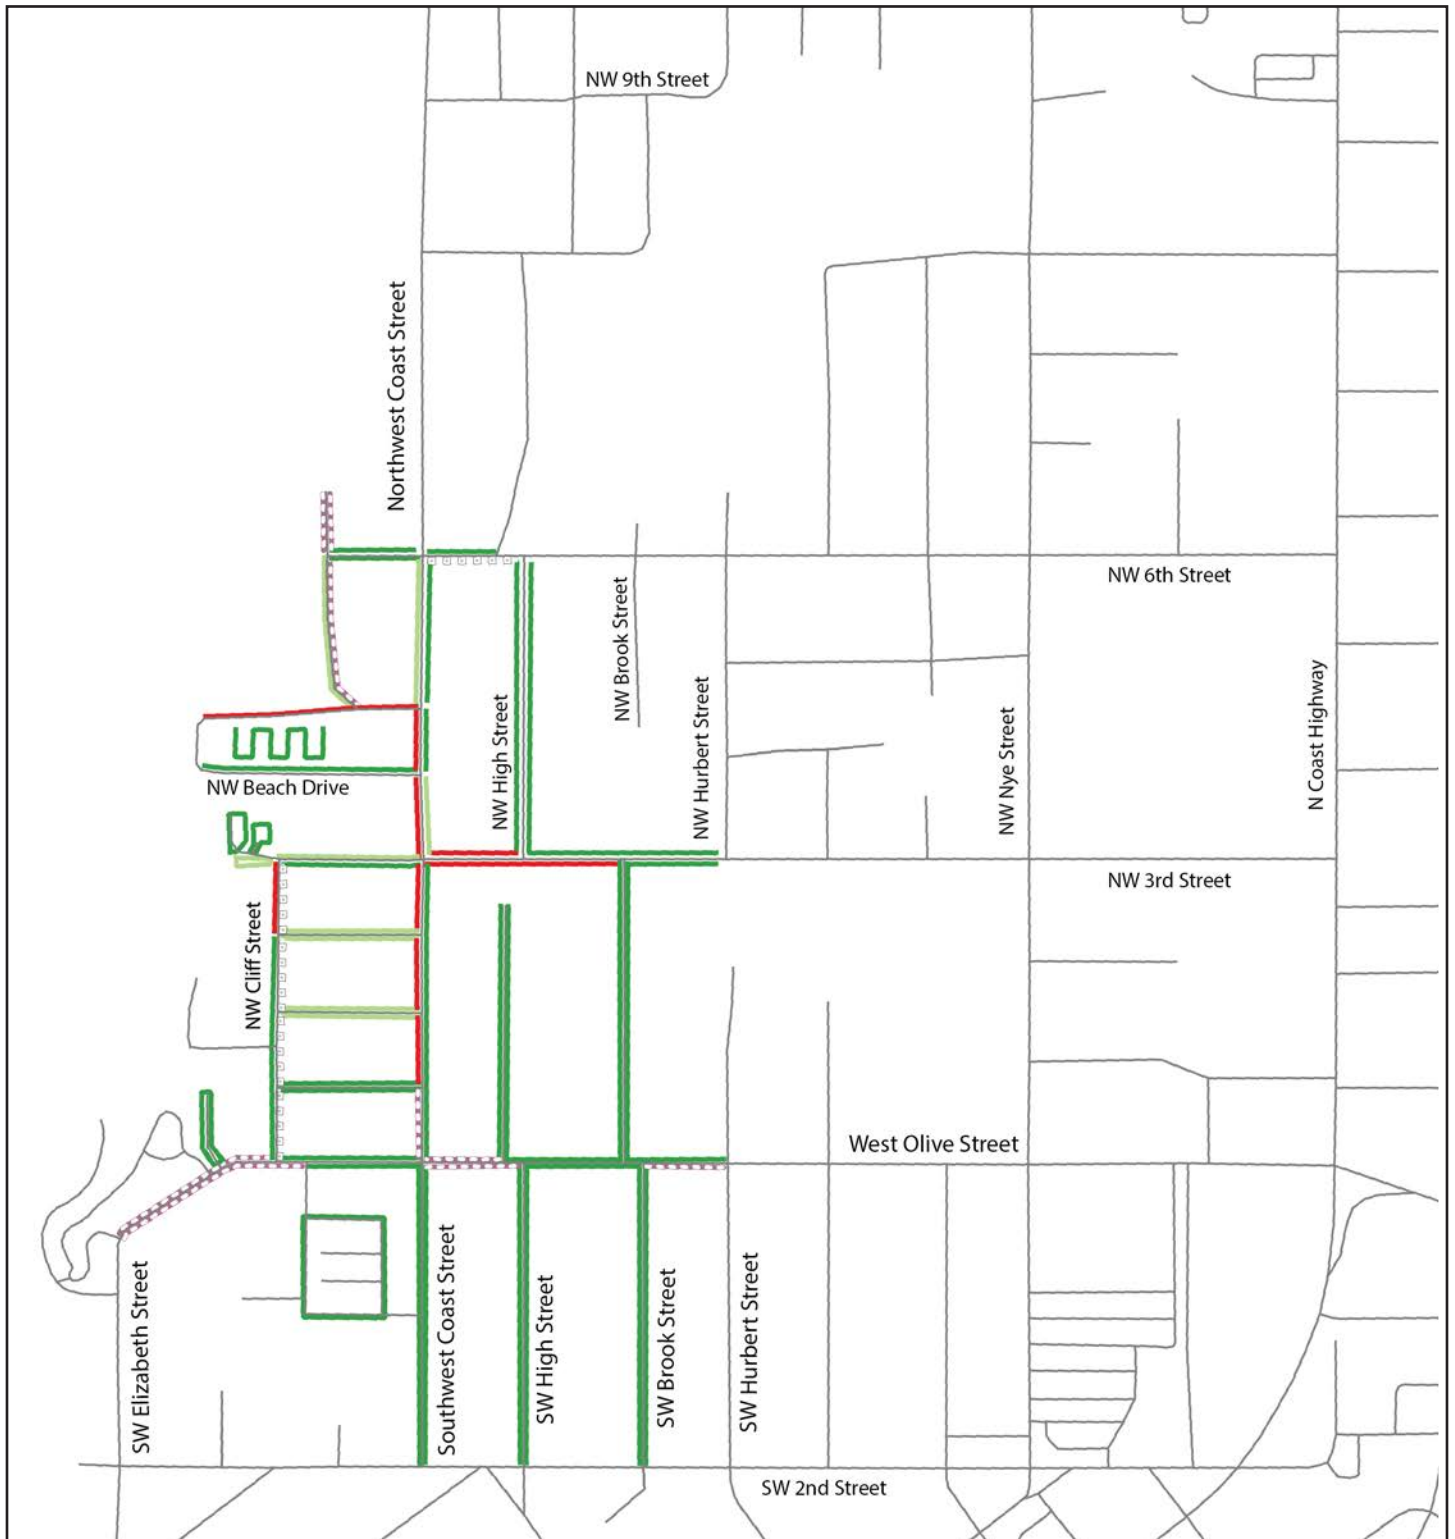 NW 9th Street
Northwest Coast Street
NW 6th Street
NW Brook Street
N Coast Highway
NW Hurbert Street
NW High Street
NW Nye Street
NW Beach Drive
NW 3rd Street
NW Cliff Street
West Olive Street
SW Elizabeth Street
Southwest Coast Street
SW High Street
SW Brook Street
SW Hurbert Street
SW 2nd Street